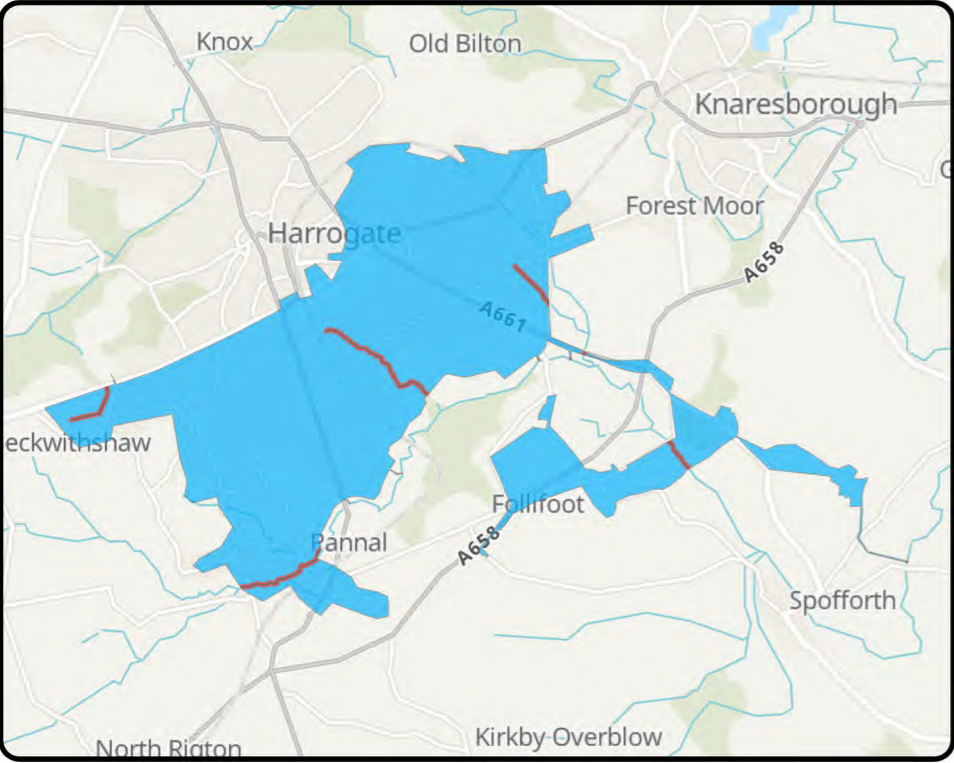 Knox
Old Bilton
Knaresborough
Forest Moor
Harrogate
A658
A661
eckwithshaw
Follifoot
Pannal
A658
Spofforth
Kirkby Overblow
North Rigton